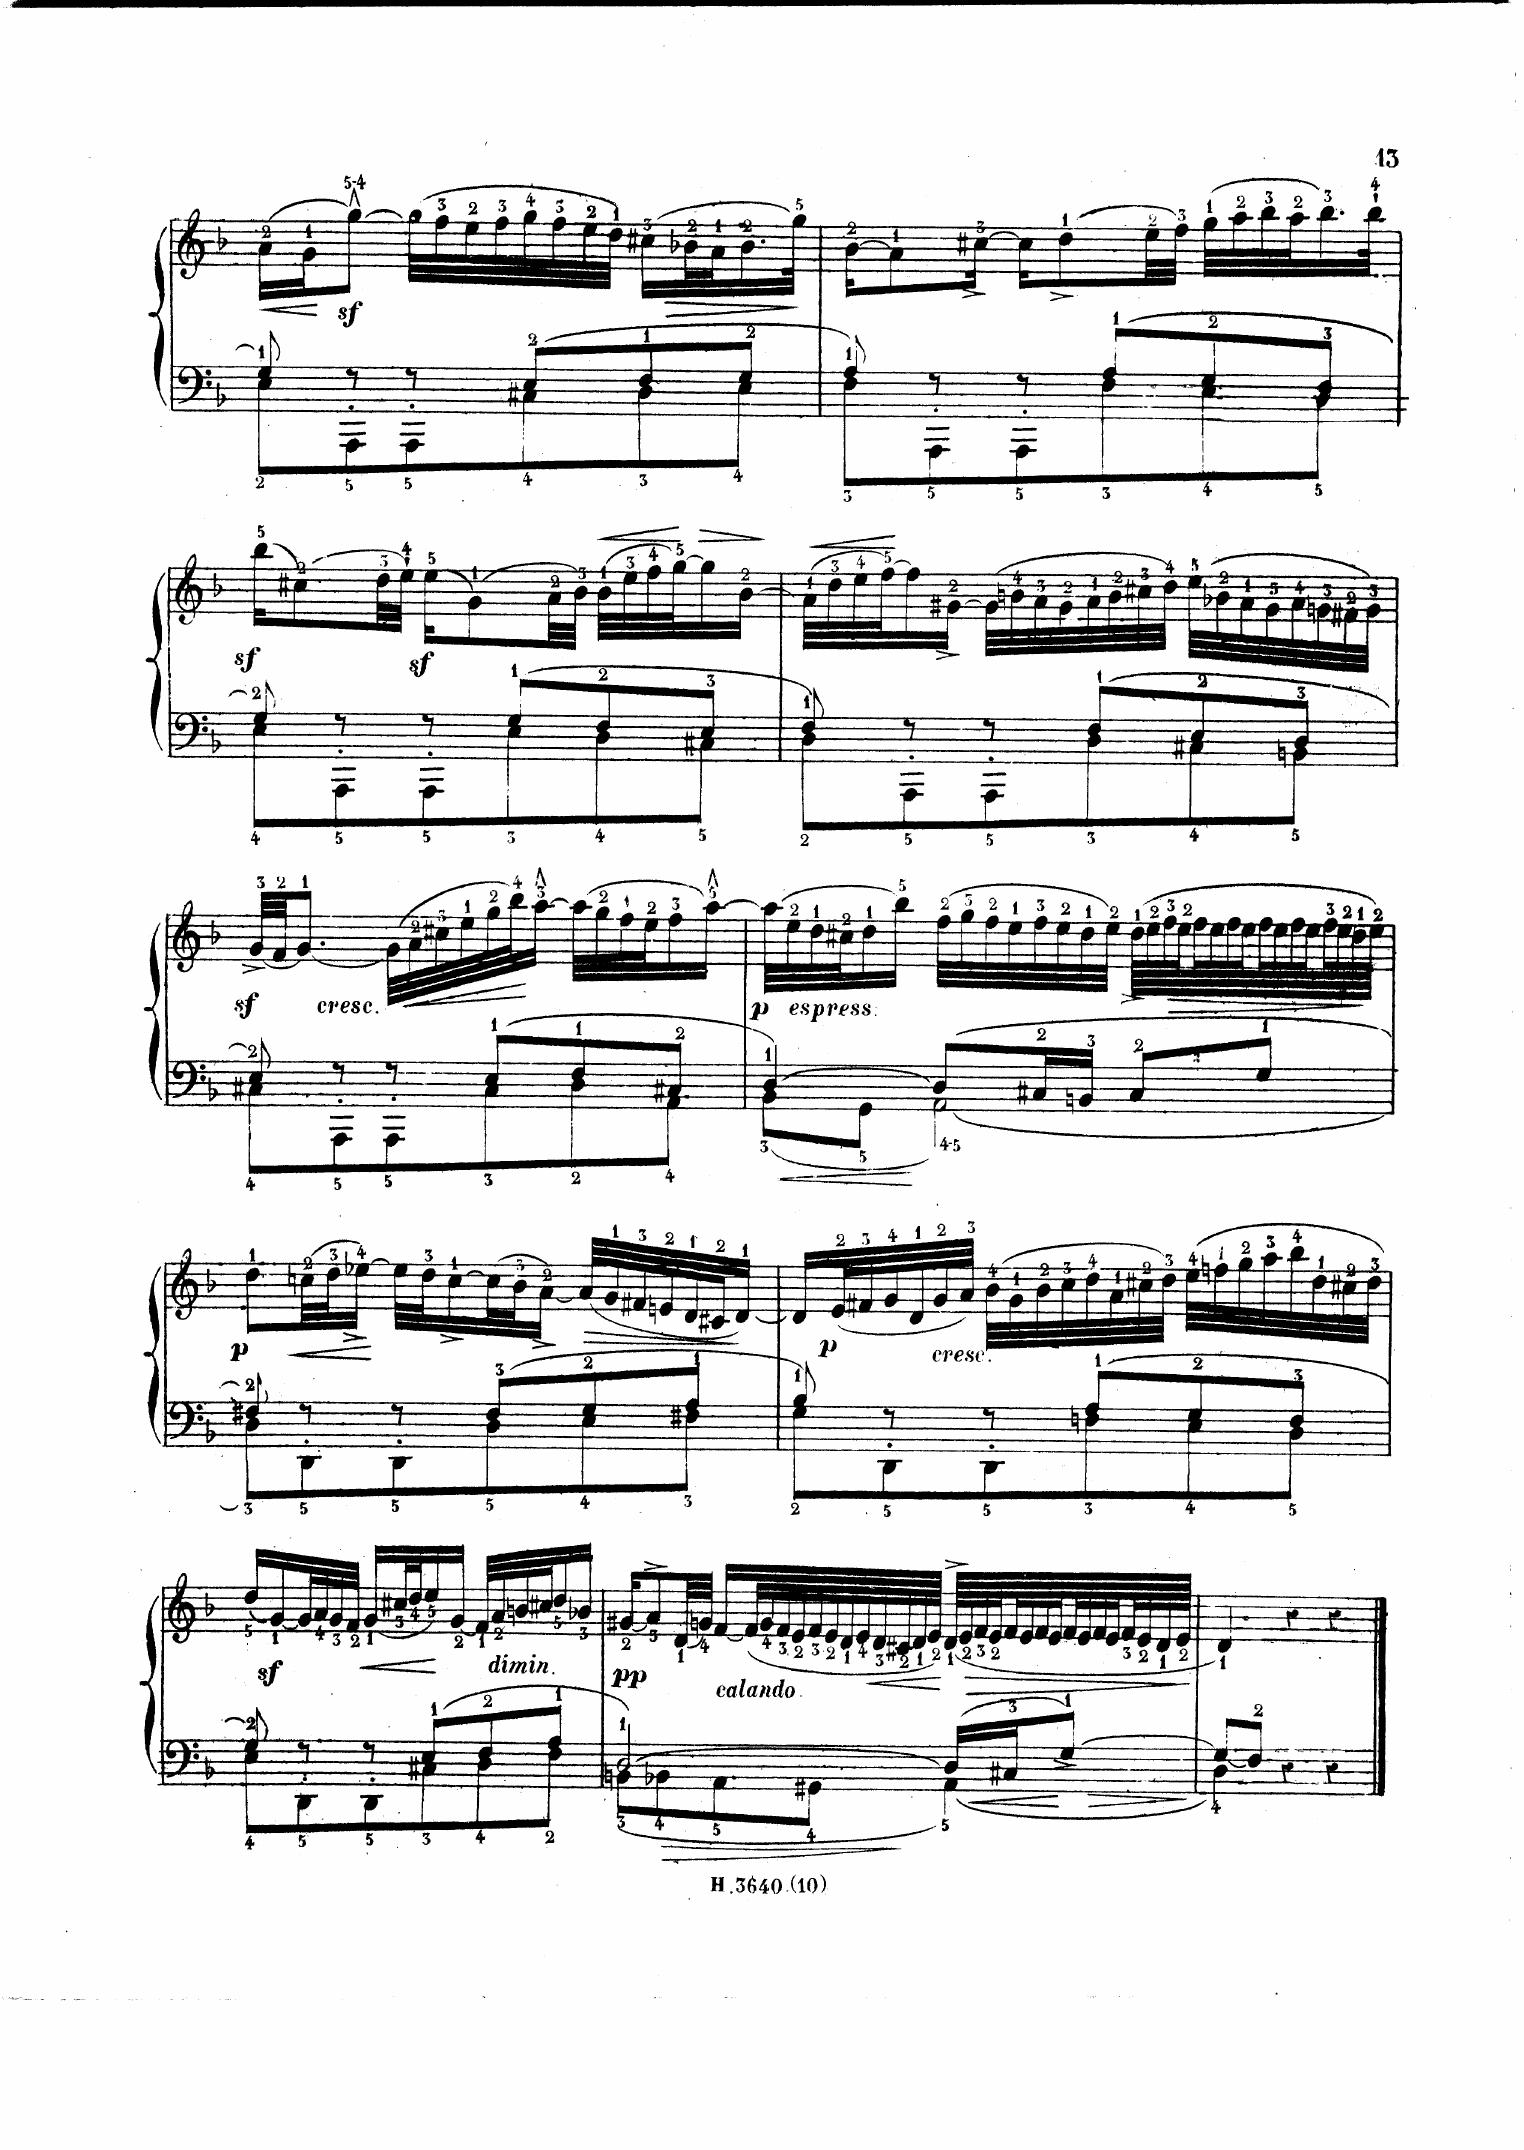 13
sf
sf sf
sf cresc. p espress.
p p cresc.
sf dimin. pp calando.
H.3640.(10)